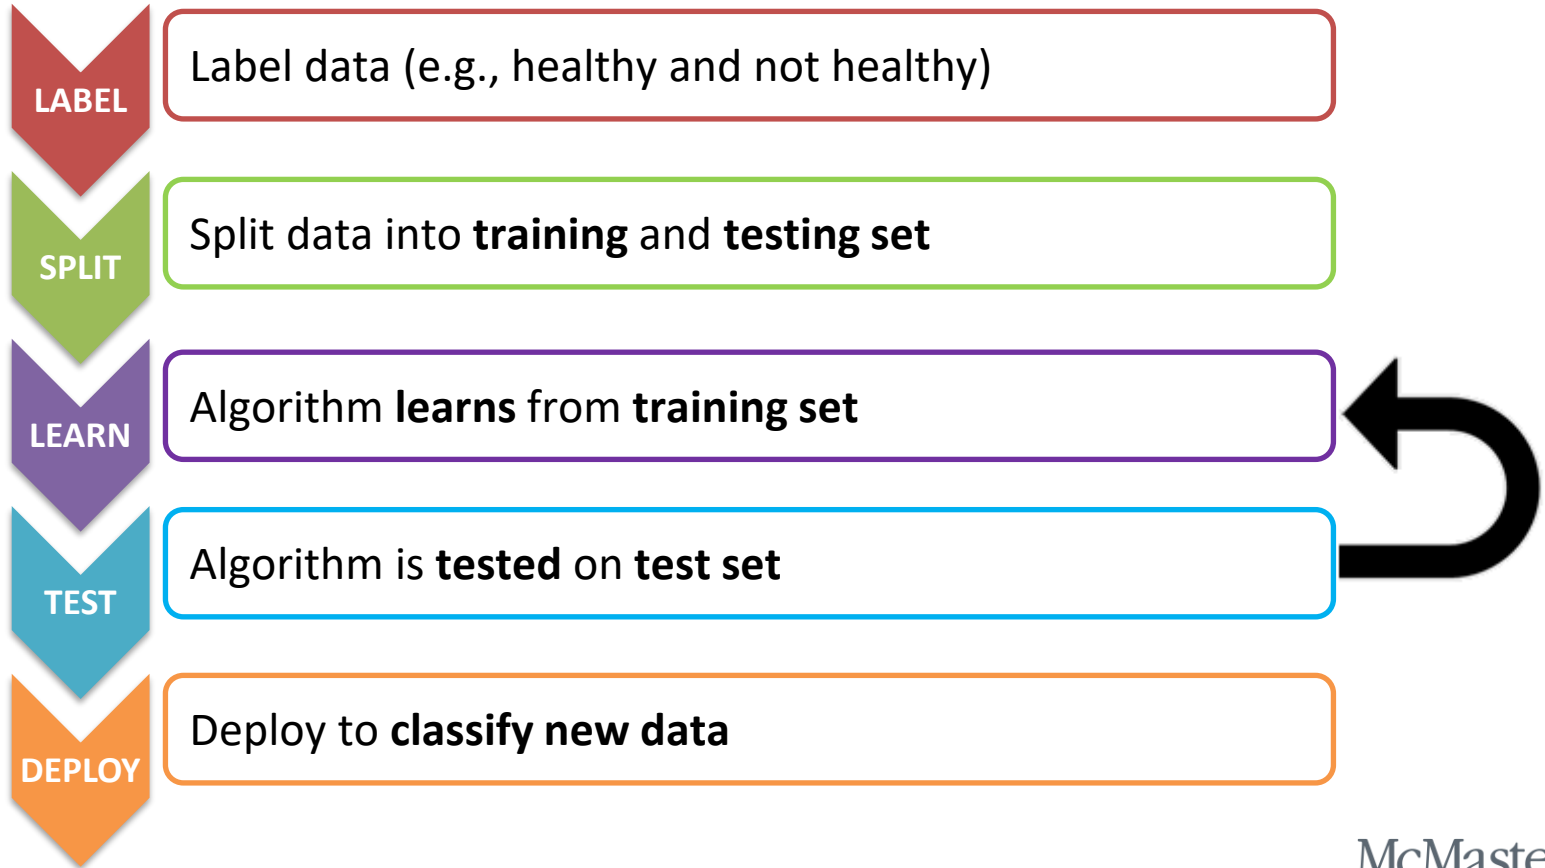 LABEL
Label data (e.g., healthy and not healthy)
SPLIT
Split data into training and testing set
LEARN
Algorithm learns from training set
TEST
Algorithm is tested on test set
DEPLOY
Deploy to classify new data